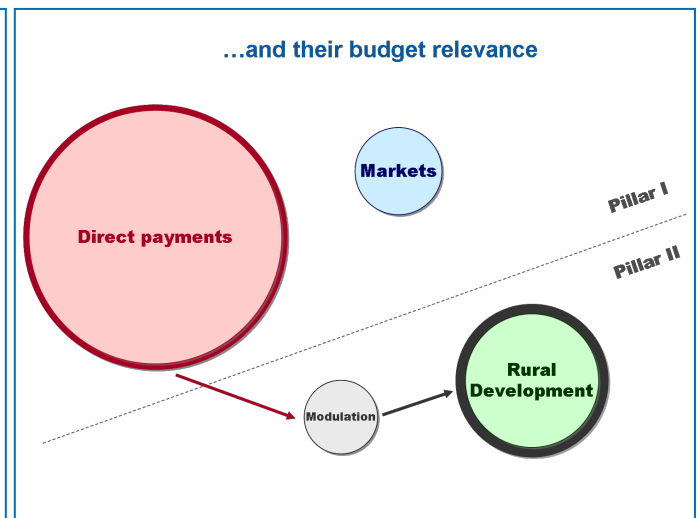 …and their budget relevance
Markets
Pillar I
Direct payments
Pillar II
Rural
Development
Modulation